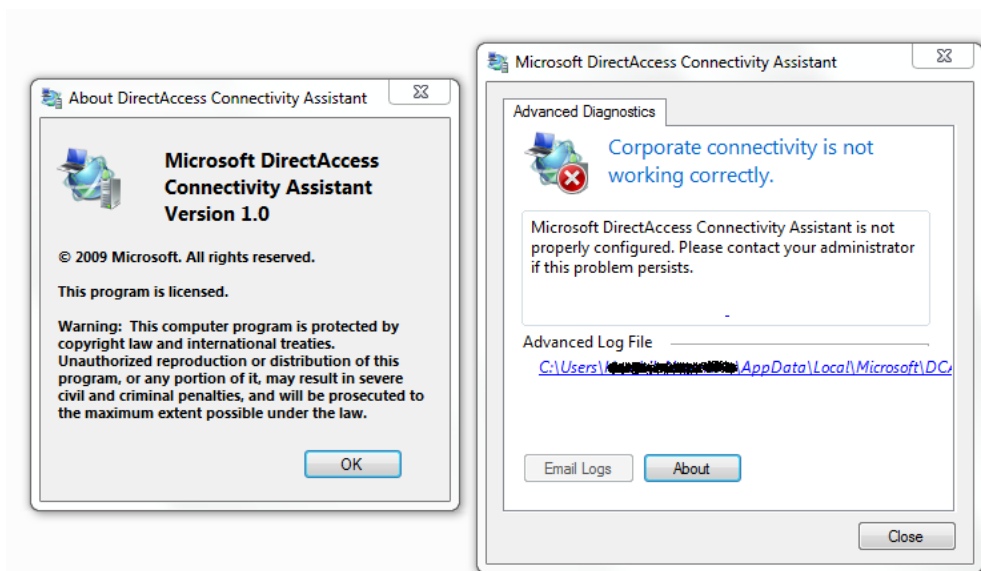 About DirectAccess Connectivity Assistant
Microsoft DirectAccess
Connectivity Assistant
Version 1.0
© 2009 Microsoft. All rights reserved.
This program is licensed.
Warning: This computer program is protected by
copyright law and international treaties.
Unauthorized reproduction or distribution of this
program, or any portion of it, may result in severe
civil and criminal penalties, and will be prosecuted to
the maximum extent possible under the law.
OK
Microsoft DirectAccess Connectivity Assistant
Advanced Diagnostics
Corporate connectivity is not
working correctly.
Microsoft DirectAccess Connectivity Assistant is not
properly configured. Please contact your administrator
if this problem persists.
-
Advanced Log File
C:\Users\ \AppData\Local\Microsoft\DCA
Email Logs
About
Close